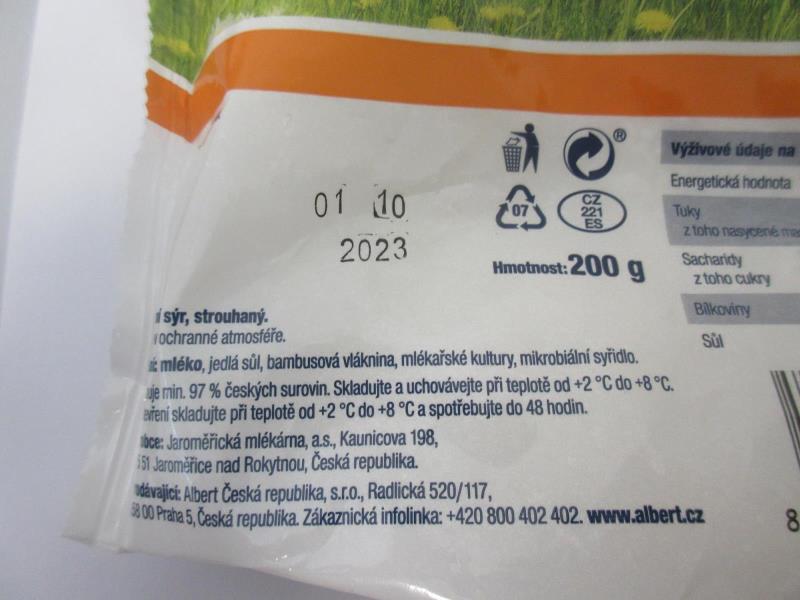 ®
07
CZ
221
ES
01 10
2023
Hmotnost: 200 g
Výživové údaje na
Energetická hodnota
Tuky
z toho nasycené
Sacharidy
z toho cukry
Bílkoviny
Sůl
sýr, strouhaný.
ochranné atmosféře.
mléko, jedlá sůl, bambusová vláknina, mlékařské kultury, mikrobiální syřidlo.
min. 97 % českých surovin. Skladujte a uchovávejte při teplotě od +2 °C do +8 °C.
skladujte při teplotě od +2 °C do +8 °C a spotřebujte do 48 hodin.
Jaroměřická mlékárna, a.s., Kaunicova 198,
51 Jaroměřice nad Rokytnou, Česká republika.
Albert Česká republika, s.r.o., Radlická 520/117,
00 Praha 5, Česká republika. Zákaznická infolinka: +420 800 402 402. www.albert.cz
8